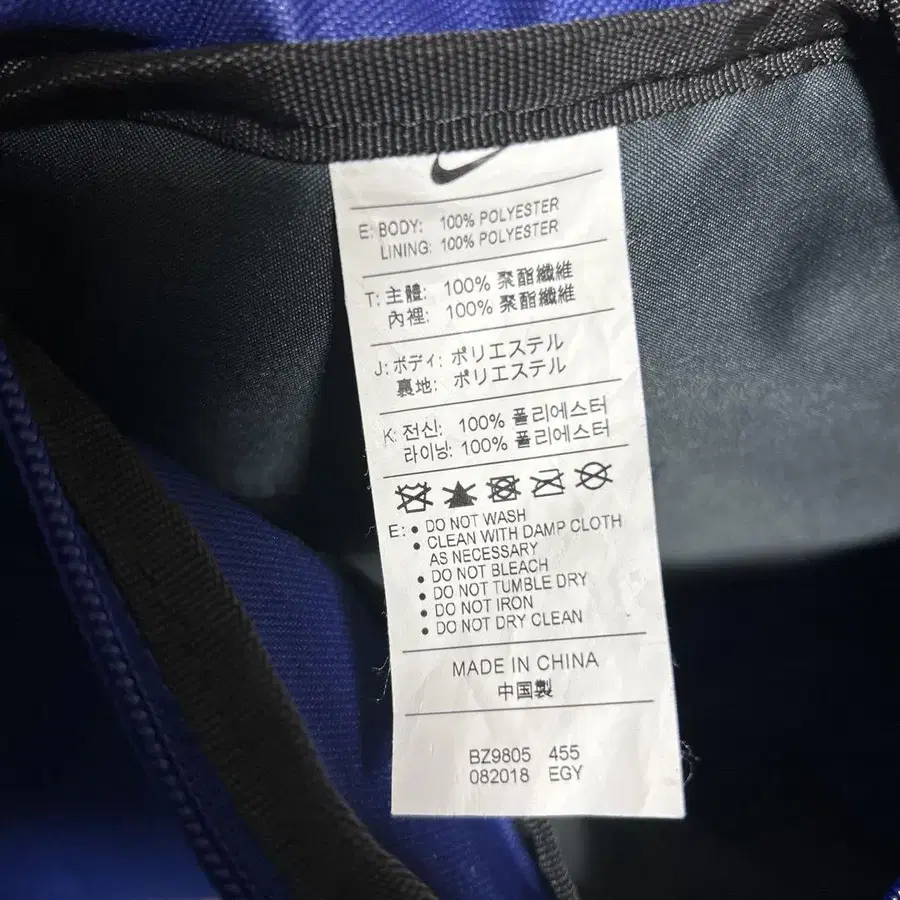 E: BODY: 100% POLYESTER
LINING: 100% POLYESTER
T: 主體: 100% 聚酯纖維
內裡: 100% 聚酯纖維
J: ボディ: ポリエステル
裏地: ポリエステル
K: 전신: 100% 폴리에스터
라이닝: 100% 폴리에스터
E: • DO NOT WASH
• CLEAN WITH DAMP CLOTH
AS NECESSARY
• DO NOT BLEACH
• DO NOT TUMBLE DRY
• DO NOT IRON
• DO NOT DRY CLEAN
MADE IN CHINA
中国製
BZ9805 455
082018 EGY